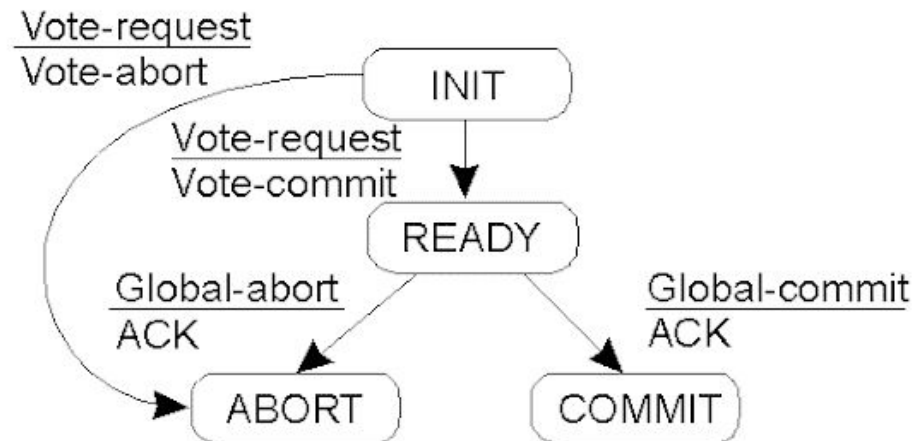 Vote-request
Vote-abort
INIT
Vote-request
Vote-commit
READY
Global-abort
ACK
Global-commit
ACK
ABORT
COMMIT